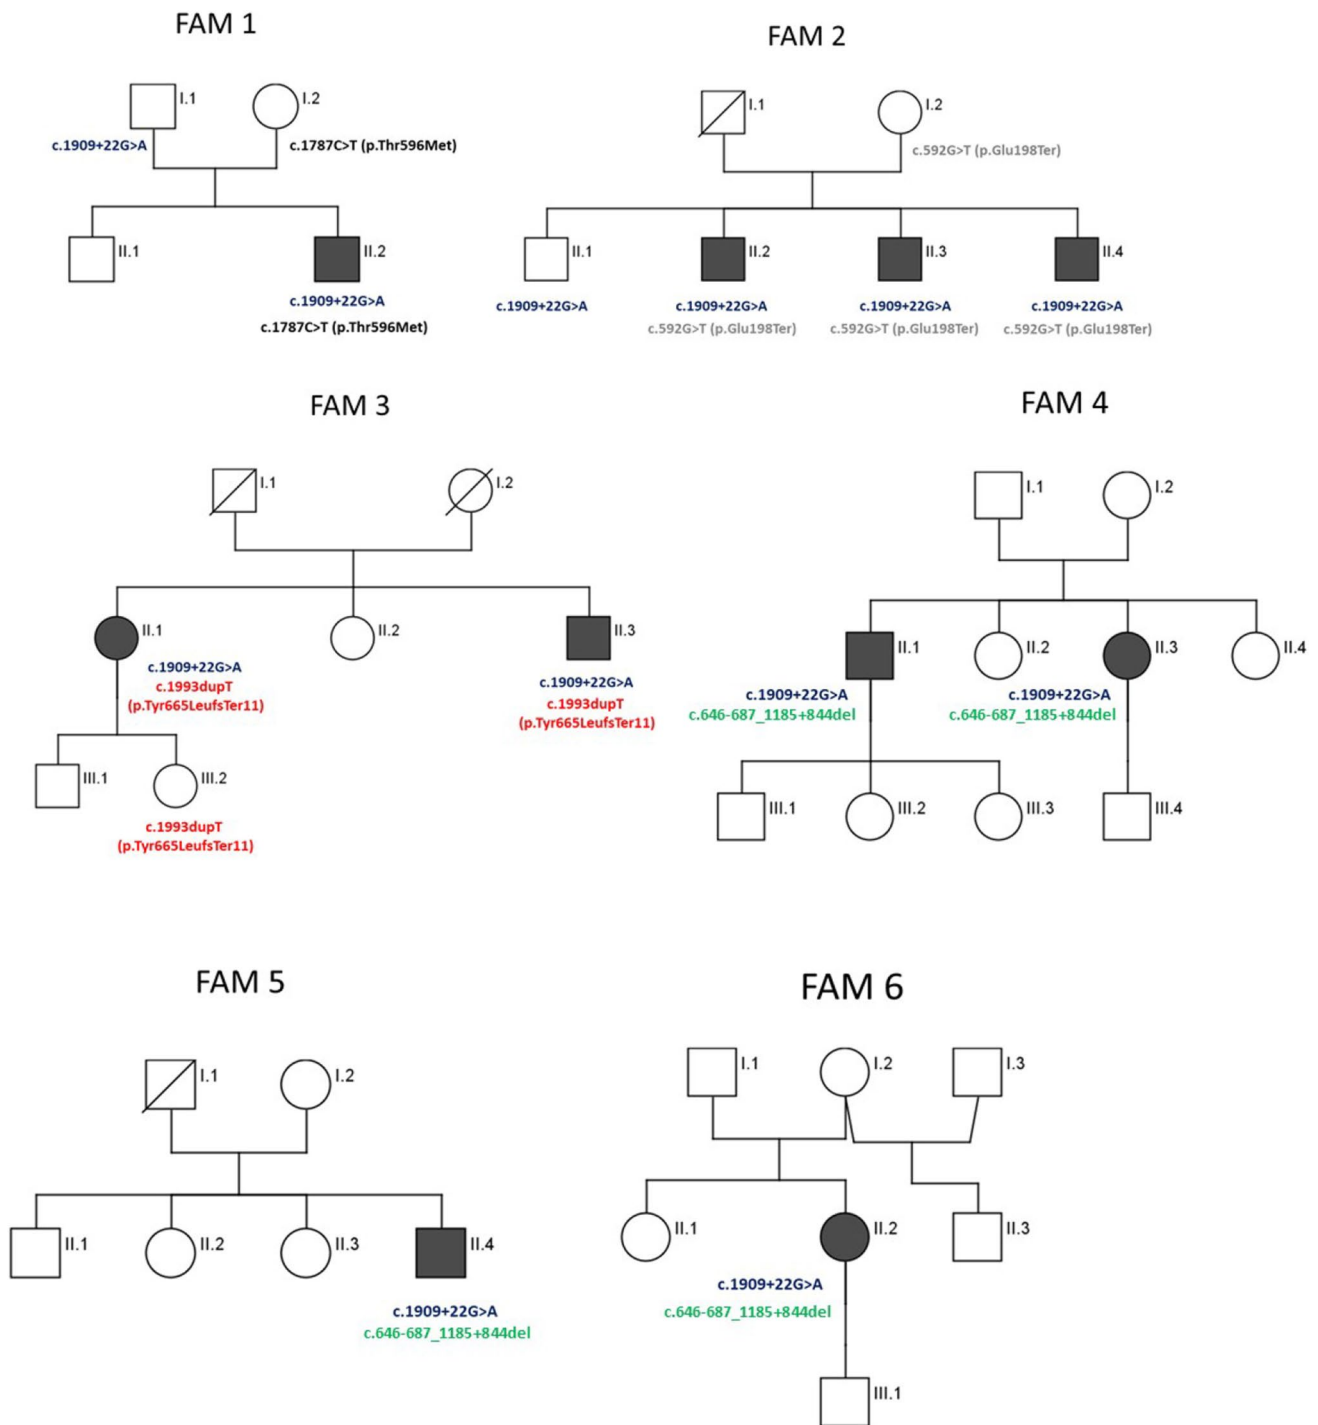 FAM 1
I.1
I.2
c.1909+22G>A
c.1787C>T (p.Thr596Met)
II.1
II.2
c.1909+22G>A
c.1787C>T (p.Thr596Met)
FAM 2
I.1
I.2
c.592G>T (p.Glu198Ter)
II.1
II.2
II.3
II.4
c.1909+22G>A
c.1909+22G>A
c.1909+22G>A
c.1909+22G>A
c.592G>T (p.Glu198Ter)
c.592G>T (p.Glu198Ter)
c.592G>T (p.Glu198Ter)
FAM 3
I.1
I.2
II.1
II.2
II.3
c.1909+22G>A
c.1993dupT
(p.Tyr665LeufsTer11)
c.1909+22G>A
c.1993dupT
(p.Tyr665LeufsTer11)
III.1
III.2
c.1993dupT
(p.Tyr665LeufsTer11)
FAM 4
I.1
I.2
II.1
II.2
II.3
II.4
c.1909+22G>A
c.646-687_1185+844del
c.1909+22G>A
c.646-687_1185+844del
III.1
III.2
III.3
III.4
FAM 5
I.1
I.2
II.1
II.2
II.3
II.4
c.1909+22G>A
c.646-687_1185+844del
FAM 6
I.1
I.2
I.3
II.1
II.2
II.3
c.1909+22G>A
c.646-687_1185+844del
III.1